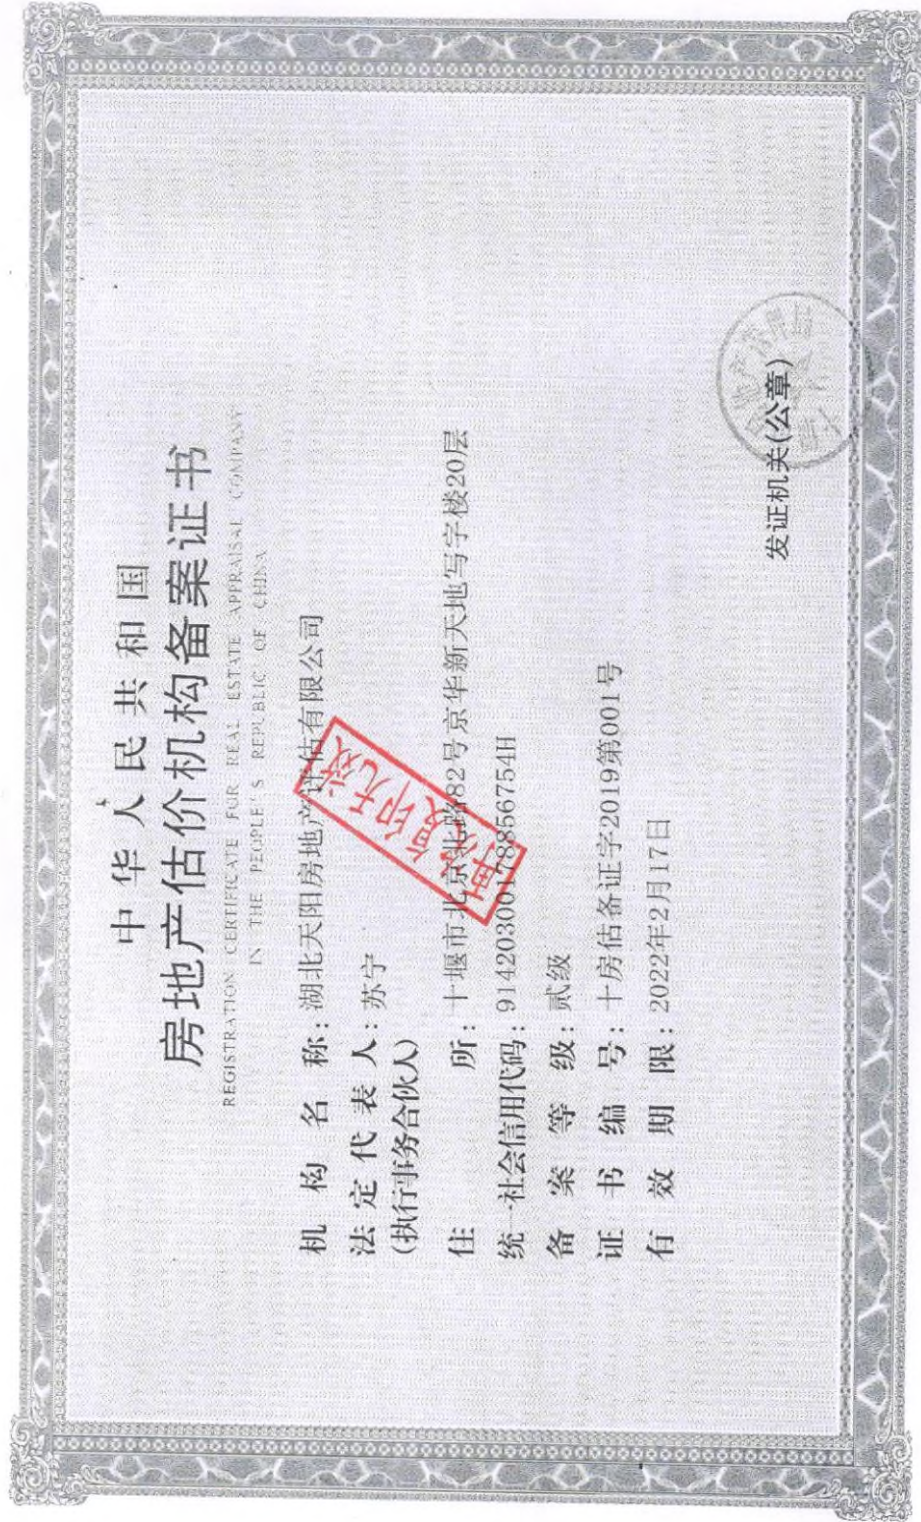 中华人民共和国
房地产估价机构备案证书
REGISTRATION CERTIFICATE FOR REAL ESTATE APPRAISAL COMPANY
IN THE PEOPLE'S REPUBLIC OF CHINA
机构名称：湖北天阳房地产评估有限公司
法定代表人：苏宁
(执行事务合伙人)
住所：十堰市北京北路82号京华新天地写字楼20层
统一社会信用代码：914203001788567​54H
备案等级：贰级
证书编号：十房估备证字2019第001号
有效期限：2022年2月17日
再复印无效
发证机关(公章)